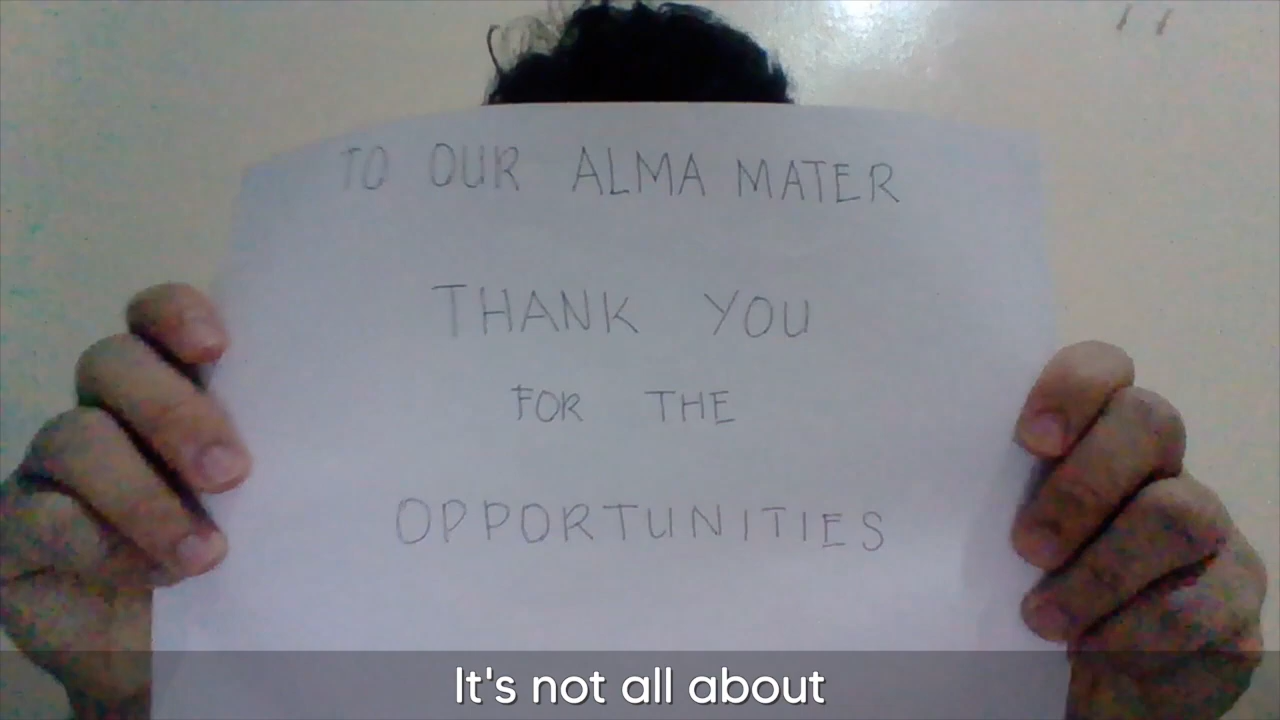 TO OUR ALMA MATER
THANK YOU
FOR THE
OPPORTUNITIES
It's not all about